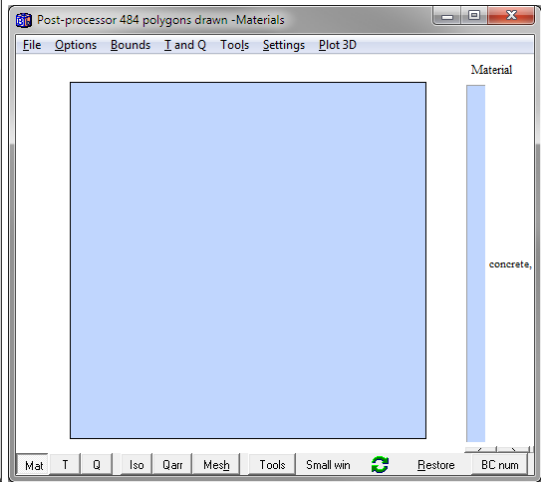 Post-processor 484 polygons drawn -Materials
File Options Bounds T and Q Tools Settings Plot 3D
Material
concrete,
Mat T Q Iso Qarr Mesh Tools Small win Restore BC num